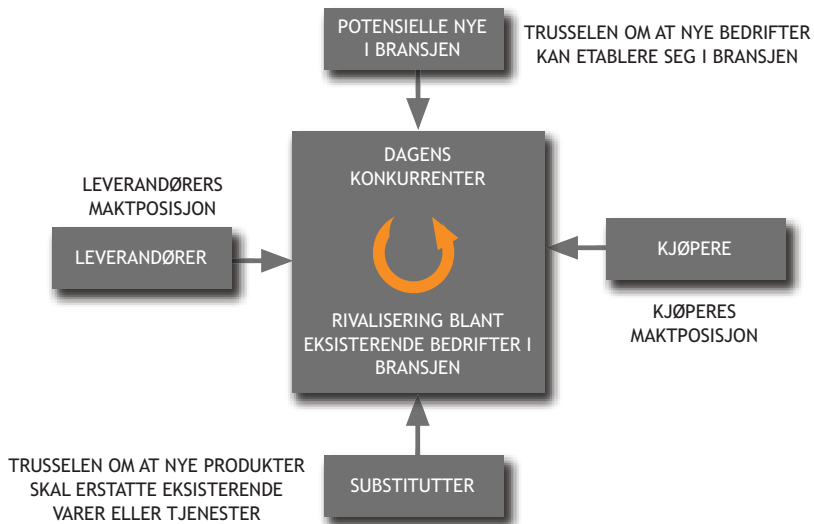 POTENSIELLE NYE
I BRANSJEN
TRUSSELEN OM AT NYE BEDRIFTER
KAN ETABLERE SEG I BRANSJEN
DAGENS
KONKURRENTER
LEVERANDØRERS
MAKTPOSISJON
LEVERANDØRER
KJØPERE
KJØPERES
MAKTPOSISJON
RIVALISERING BLANT
EKSISTERENDE BEDRIFTER I
BRANSJEN
TRUSSELEN OM AT NYE PRODUKTER
SKAL ERSTATTE EKSISTERENDE
VARER ELLER TJENESTER
SUBSTITUTTER